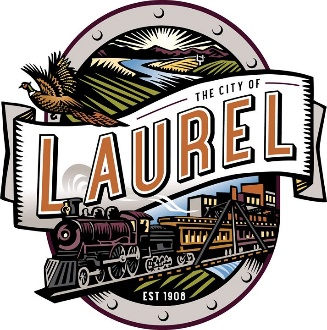 THE CITY OF
LAUREL
EST 1908